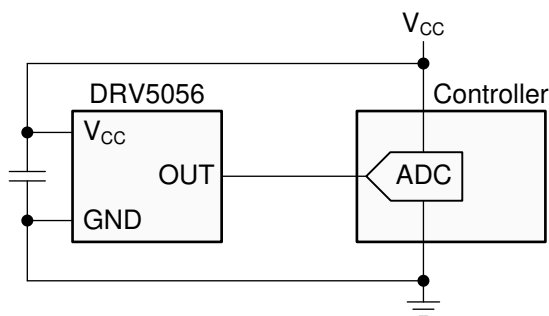 VCC
DRV5056
Controller
VCC
OUT
ADC
GND